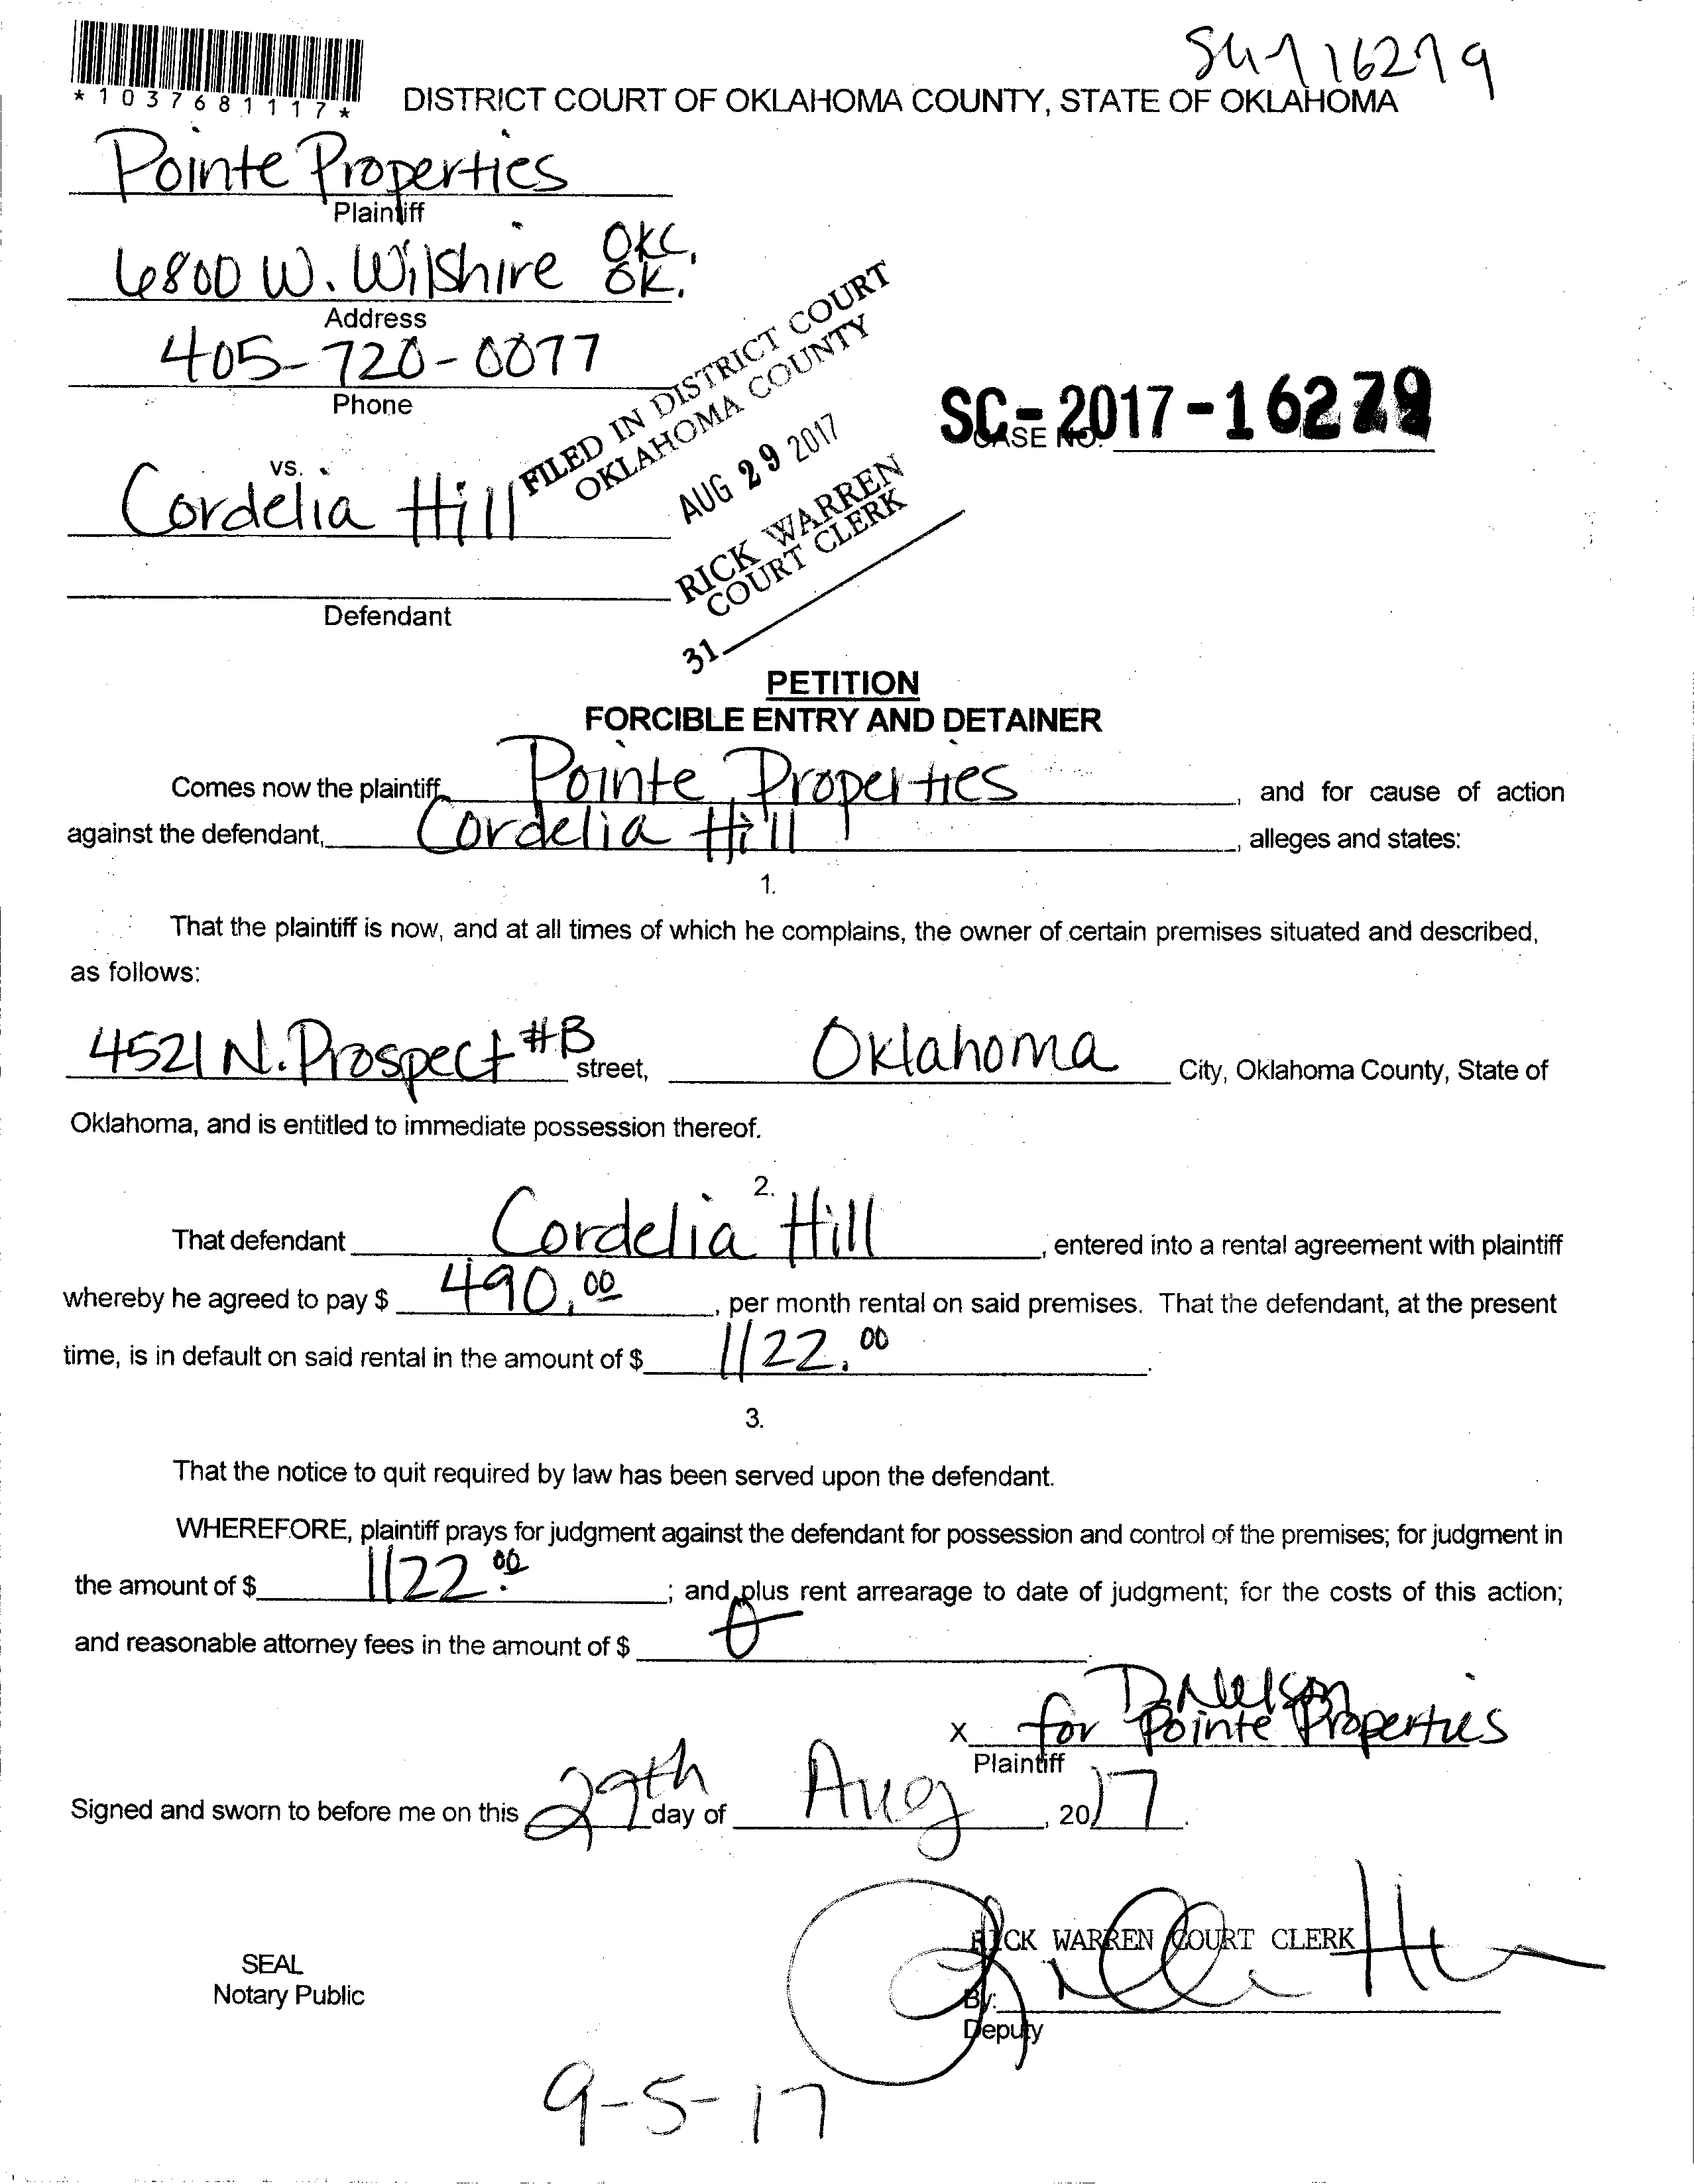 *1037681117*
DISTRICT COURT OF OKLAHOMA COUNTY, STATE OF OKLAHOMA
Pointe Properties
Plaintiff
6800 W. Wilshire OKC, OK.
Address
405-720-0077
Phone
vs.
Cordelia Hill
Defendant
FILED IN DISTRICT COURT
OKLAHOMA COUNTY
AUG 29 2017
RICK WARREN
COURT CLERK
31
SC-2017-16279
CASE NO.
PETITION
FORCIBLE ENTRY AND DETAINER
Comes now the plaintiff, Pointe Properties, and for cause of action
against the defendant, Cordelia Hill, alleges and states:
1.
That the plaintiff is now, and at all times of which he complains, the owner of certain premises situated and described,
as follows:
4521 N. Prospect #B street, Oklahoma City, Oklahoma County, State of
Oklahoma, and is entitled to immediate possession thereof.
2.
That defendant Cordelia Hill, entered into a rental agreement with plaintiff
whereby he agreed to pay $ 490.00, per month rental on said premises. That the defendant, at the present
time, is in default on said rental in the amount of $ 1122.00.
3.
That the notice to quit required by law has been served upon the defendant.
WHEREFORE, plaintiff prays for judgment against the defendant for possession and control of the premises; for judgment in
the amount of $ 1122.00; and plus rent arrearage to date of judgment; for the costs of this action;
and reasonable attorney fees in the amount of $ 0.
D. Nelson
x for Pointe Properties
Plaintiff
Signed and sworn to before me on this 29th day of Aug, 2017.
RICK WARREN COURT CLERK
SEAL
Notary Public
By:
Deputy
9-5-17